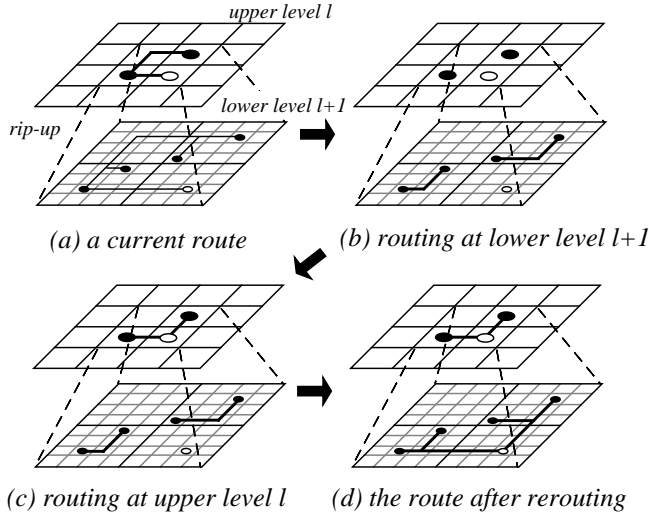 upper level l
lower level l+1
rip-up
(a) a current route
(b) routing at lower level l+1
(c) routing at upper level l
(d) the route after rerouting